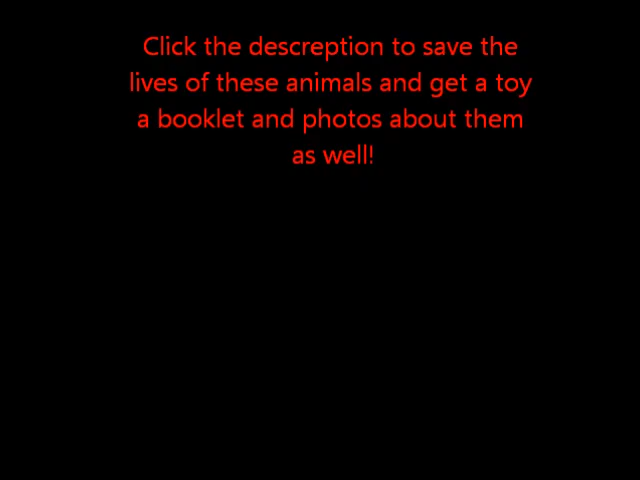 Click the descreption to save the
lives of these animals and get a toy
a booklet and photos about them
as well!